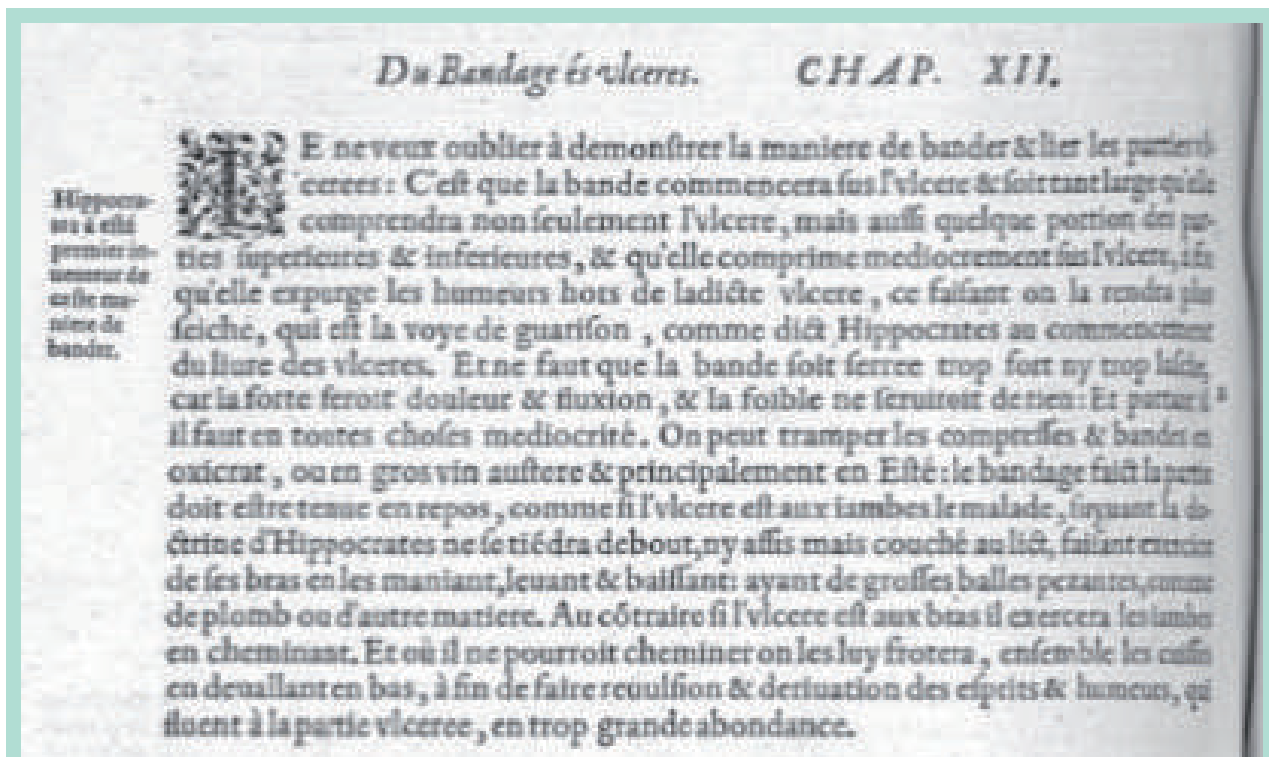 Du Bandage és vlceres. CHAP. XII.
IE ne veux oublier à demonſtrer la maniere de bander & lier les parties vl-
cerees : C'eſt que la bande commencera ſus l'vlcere & ſoit tant large qu'elle
comprendra non ſeulement l'vlcere, mais auſſi quelque portion des par-
ties ſuperieures & inferieures, & qu'elle comprime mediocrement ſus l'vlcere,
qu'elle expurge les humeurs hors de ladicte vlcere, ce faiſant on la rendra plus
ſeiche, qui eſt la voye de guariſon, comme dict Hippocrates au commencement
du liure des vlceres. Et ne faut que la bande ſoit ſerree trop fort ny trop laſche,
car la forte feroit douleur & fluxion, & la foible ne ſeruiroit de rien : Et partant
il faut en toutes choſes mediocrité. On peut tramper les compreſſes & bandes en
oxicrat, ou en gros vin auſtere & principalement en Eſté : le bandage faict la partie
doit eſtre tenue en repos, comme ſi l'vlcere eſt aux iambes le malade, ſuyuant la do-
ctrine d'Hippocrates ne ſe tiẽdra debout, ny aſſis mais couché au lict, faiſant exercice
de ſes bras en les maniant, leuant & baiſſant: ayant de groſſes balles pezantes, comme
de plomb ou d'autre matiere. Au cõtraire ſi l'vlcere eſt aux bras il exercera les iambes
en cheminant. Et où il ne pourroit cheminer on les luy frotera, enſemble les cuiſſes
en deuallant en bas, à fin de faire reuulſion & deriuation des eſprits & humeurs, qui
fluent à la partie vlceree, en trop grande abondance.
Hippocra-
tes a eſté
premier in-
uenteur de
ceſte ma-
niere de
bander.